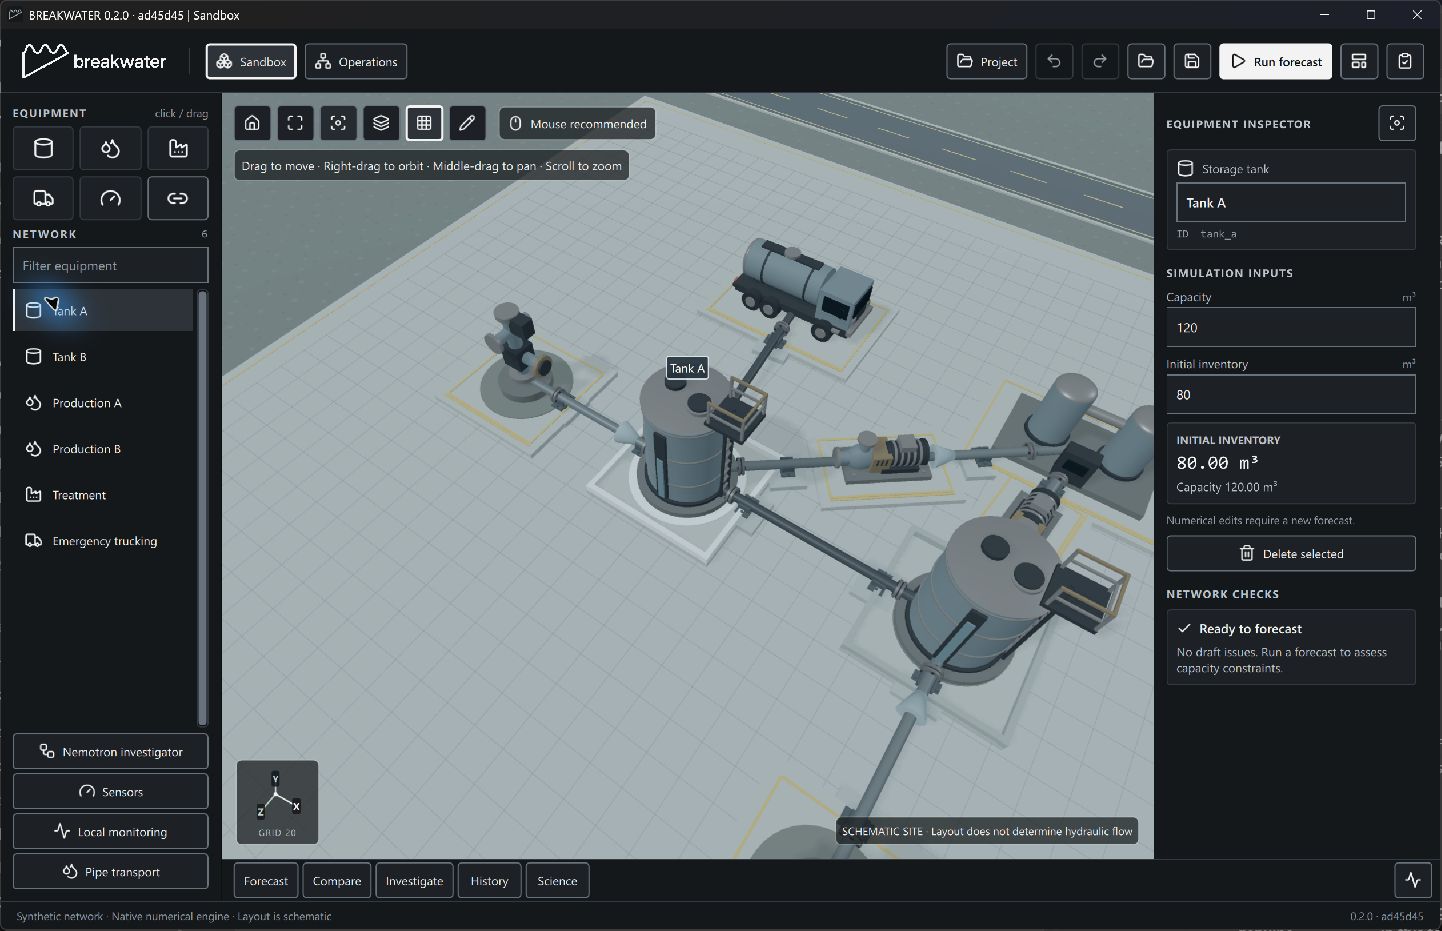 BREAKWATER 0.2.0 · ad45d45 | Sandbox
breakwater
Sandbox
Operations
Project
Run forecast
EQUIPMENT
click / drag
NETWORK
6
Filter equipment
Tank A
Tank B
Production A
Production B
Treatment
Emergency trucking
Nemotron investigator
Sensors
Local monitoring
Pipe transport
Mouse recommended
Drag to move · Right-drag to orbit · Middle-drag to pan · Scroll to zoom
Tank A
Y
Z
X
GRID 20
SCHEMATIC SITE · Layout does not determine hydraulic flow
EQUIPMENT INSPECTOR
Storage tank
Tank A
ID tank_a
SIMULATION INPUTS
Capacity
m³
120
Initial inventory
m³
80
INITIAL INVENTORY
80.00 m³
Capacity 120.00 m³
Numerical edits require a new forecast.
Delete selected
NETWORK CHECKS
Ready to forecast
No draft issues. Run a forecast to assess
capacity constraints.
Forecast
Compare
Investigate
History
Science
Synthetic network · Native numerical engine · Layout is schematic
0.2.0 · ad45d45